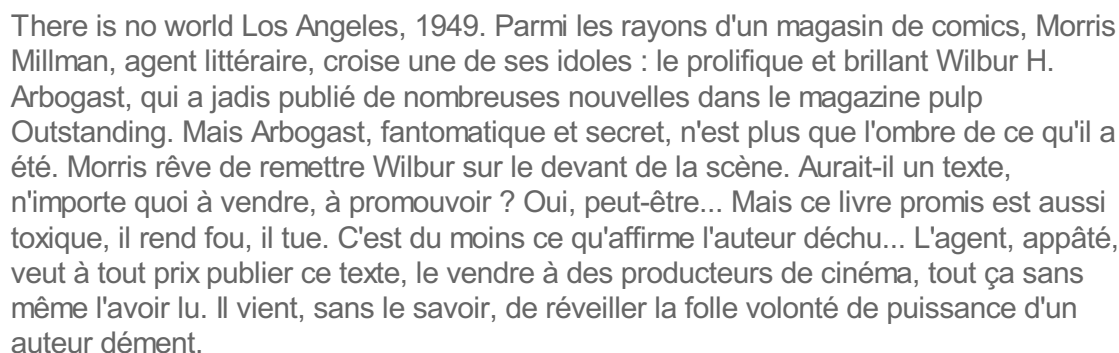 There is no world Los Angeles, 1949. Parmi les rayons d'un magasin de comics, Morris
Millman, agent littéraire, croise une de ses idoles : le prolifique et brillant Wilbur H.
Arbogast, qui a jadis publié de nombreuses nouvelles dans le magazine pulp
Outstanding. Mais Arbogast, fantomatique et secret, n'est plus que l'ombre de ce qu'il a
été. Morris rêve de remettre Wilbur sur le devant de la scène. Aurait-il un texte,
n'importe quoi à vendre, à promouvoir ? Oui, peut-être... Mais ce livre promis est aussi
toxique, il rend fou, il tue. C'est du moins ce qu'affirme l'auteur déchu... L'agent, appâté,
veut à tout prix publier ce texte, le vendre à des producteurs de cinéma, tout ça sans
même l'avoir lu. Il vient, sans le savoir, de réveiller la folle volonté de puissance d'un
auteur dément.